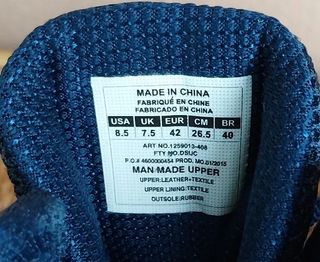 MADE IN CHINA
FABRIQUÉ EN CHINE
FABRICADO EN CHINA
USA UK EUR CM BR
8.5 7.5 42 26.5 40
ART NO.1259013-408
FTY NO.DSUC
P.O.# 4600000454 PROD. MO.01/2015
MAN MADE UPPER
UPPER:LEATHER+TEXTILE
UPPER LINING:TEXTILE
OUTSOLE:RUBBER